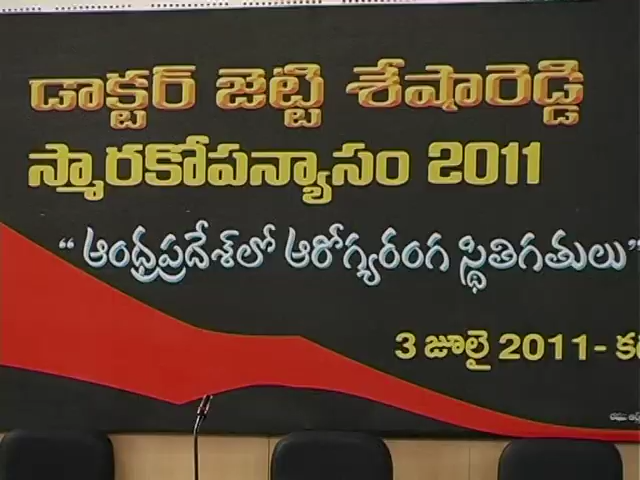 డాక్టర్ జెట్టి శేషారెడ్డి
స్మారకోపన్యాసం 2011
“ ఆంధ్రప్రదేశ్‌లో ఆరోగ్యరంగ స్థితిగతులు”
3 జూలై 2011-